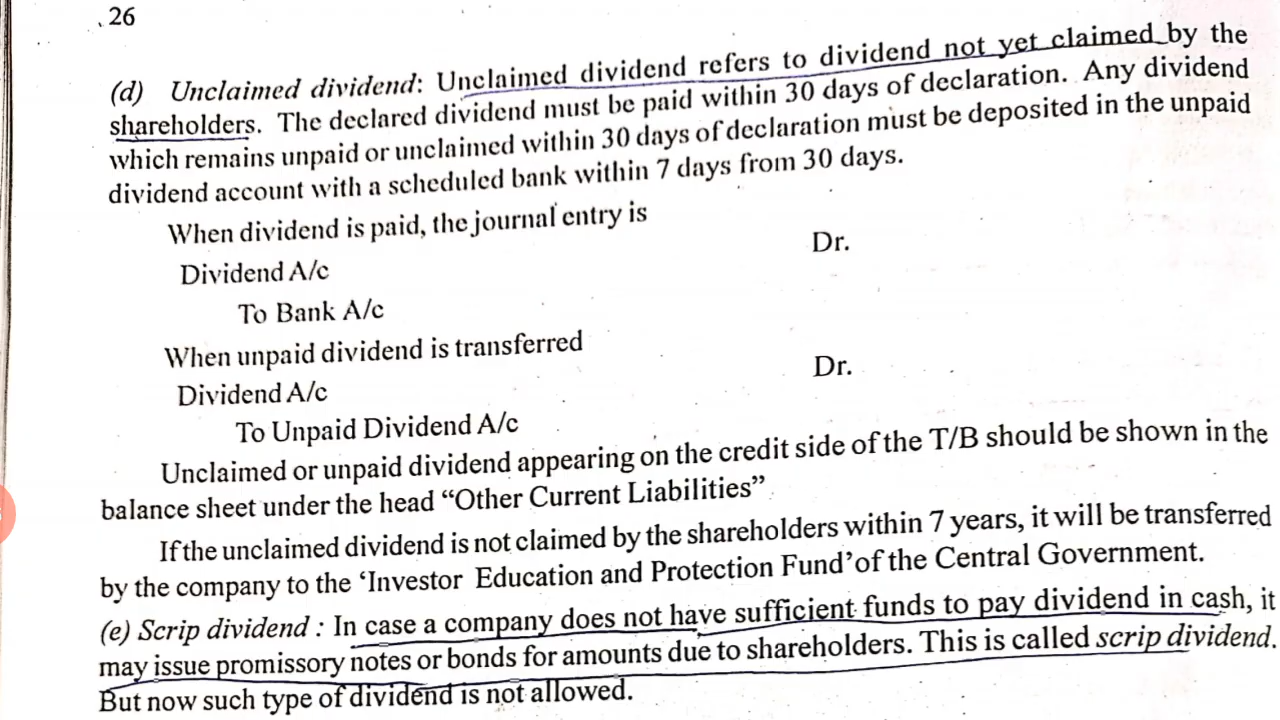 26
(d) Unclaimed dividend: Unclaimed dividend refers to dividend not yet claimed by the
shareholders. The declared dividend must be paid within 30 days of declaration. Any dividend
which remains unpaid or unclaimed within 30 days of declaration must be deposited in the unpaid
dividend account with a scheduled bank within 7 days from 30 days.
When dividend is paid, the journal entry is
Dividend A/c Dr.
To Bank A/c
When unpaid dividend is transferred
Dividend A/c Dr.
To Unpaid Dividend A/c
Unclaimed or unpaid dividend appearing on the credit side of the T/B should be shown in the
balance sheet under the head “Other Current Liabilities”
If the unclaimed dividend is not claimed by the shareholders within 7 years, it will be transferred
by the company to the ‘Investor Education and Protection Fund’ of the Central Government.
(e) Scrip dividend : In case a company does not have sufficient funds to pay dividend in cash, it
may issue promissory notes or bonds for amounts due to shareholders. This is called scrip dividend.
But now such type of dividend is not allowed.